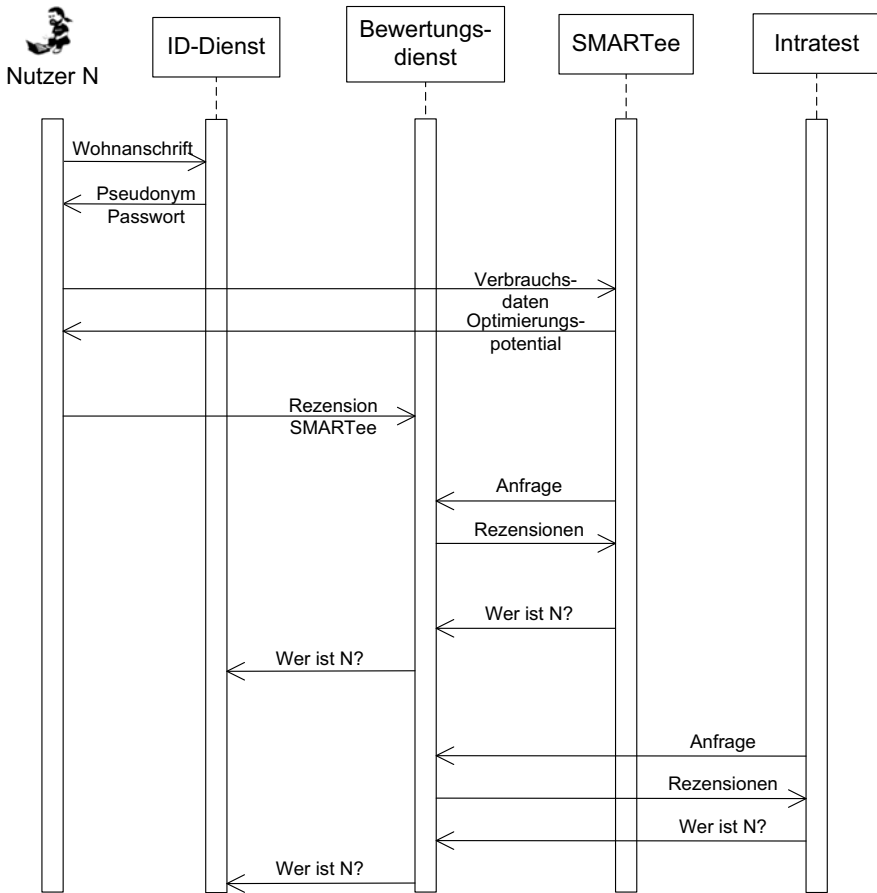 Nutzer N
ID-Dienst
Bewertungs-
dienst
SMARTee
Intratest
Wohnanschrift
Pseudonym
Passwort
Verbrauchs-
daten
Optimierungs-
potential
Rezension
SMARTee
Anfrage
Rezensionen
Wer ist N?
Wer ist N?
Anfrage
Rezensionen
Wer ist N?
Wer ist N?